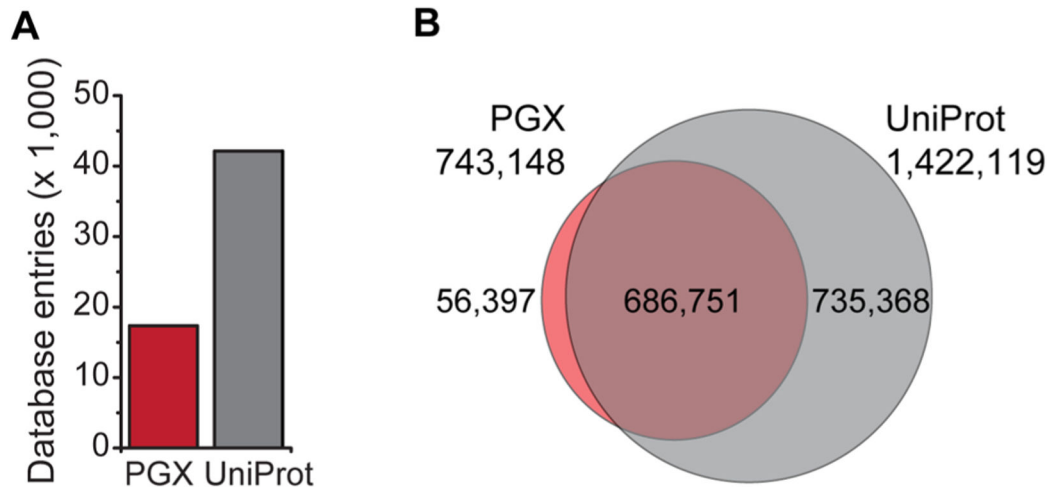 A
Database entries (x 1,000)
50
40
30
20
10
0
PGX UniProt
B
PGX
743,148
UniProt
1,422,119
56,397
686,751
735,368